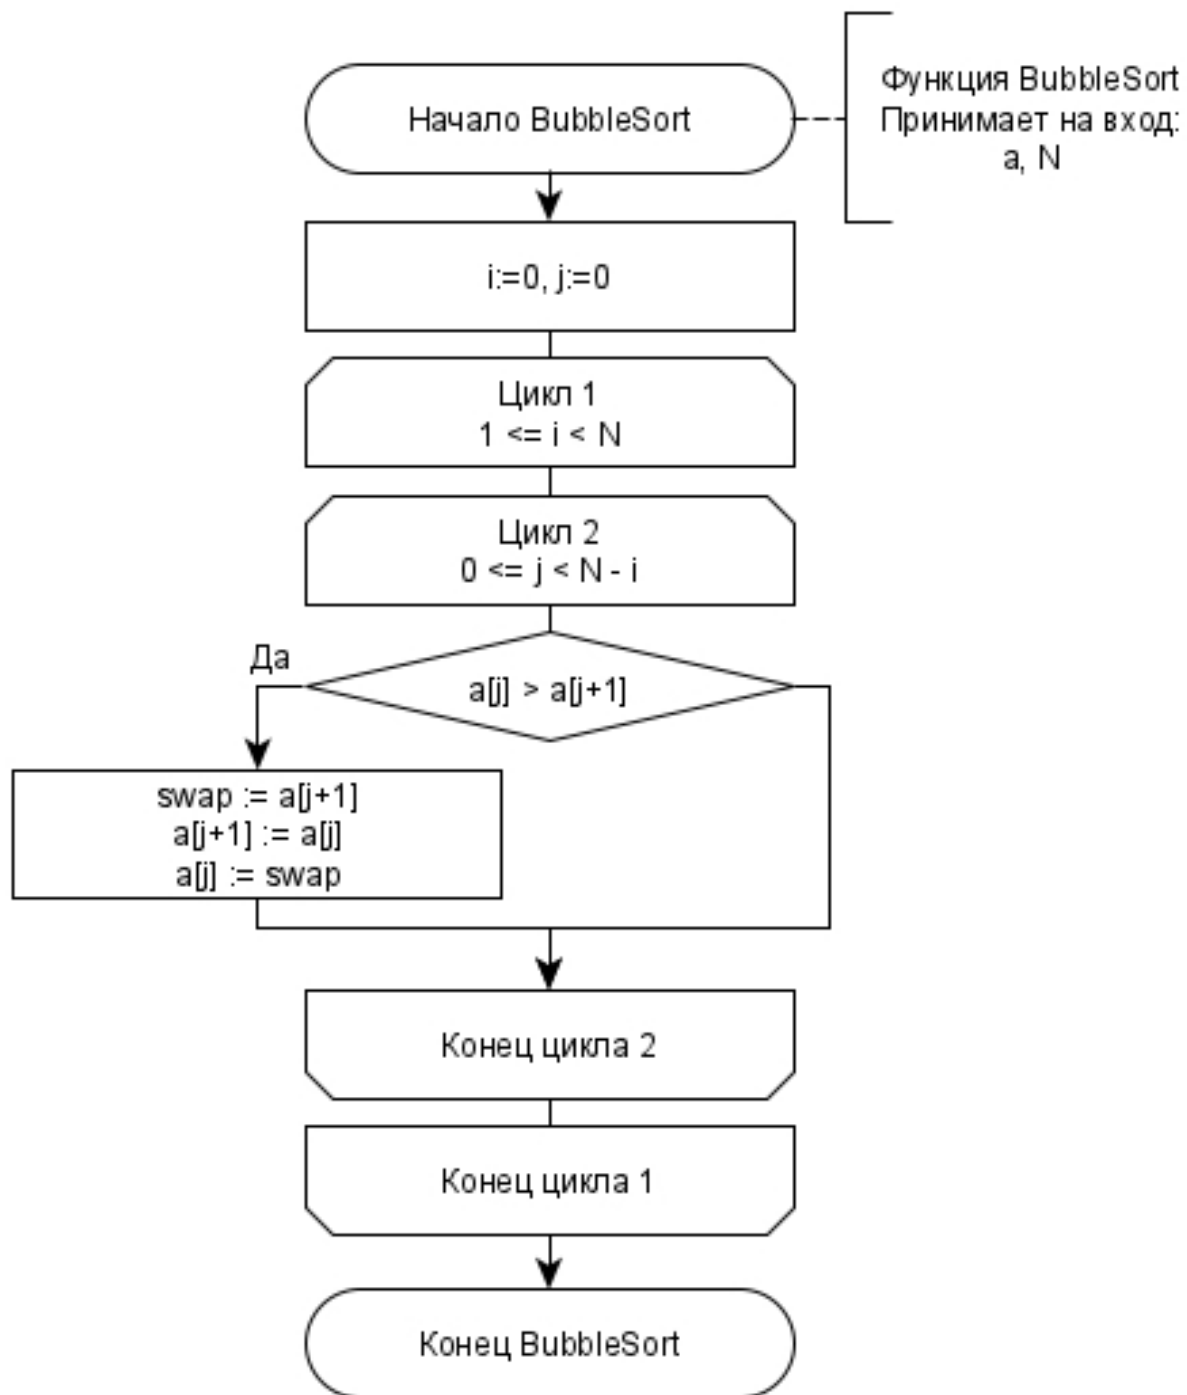 Начало BubbleSort
Функция BubbleSort
Принимает на вход:
a, N
i:=0, j:=0
Цикл 1
1 <= i < N
Цикл 2
0 <= j < N - i
Да
a[j] > a[j+1]
swap := a[j+1]
a[j+1] := a[j]
a[j] := swap
Конец цикла 2
Конец цикла 1
Конец BubbleSort